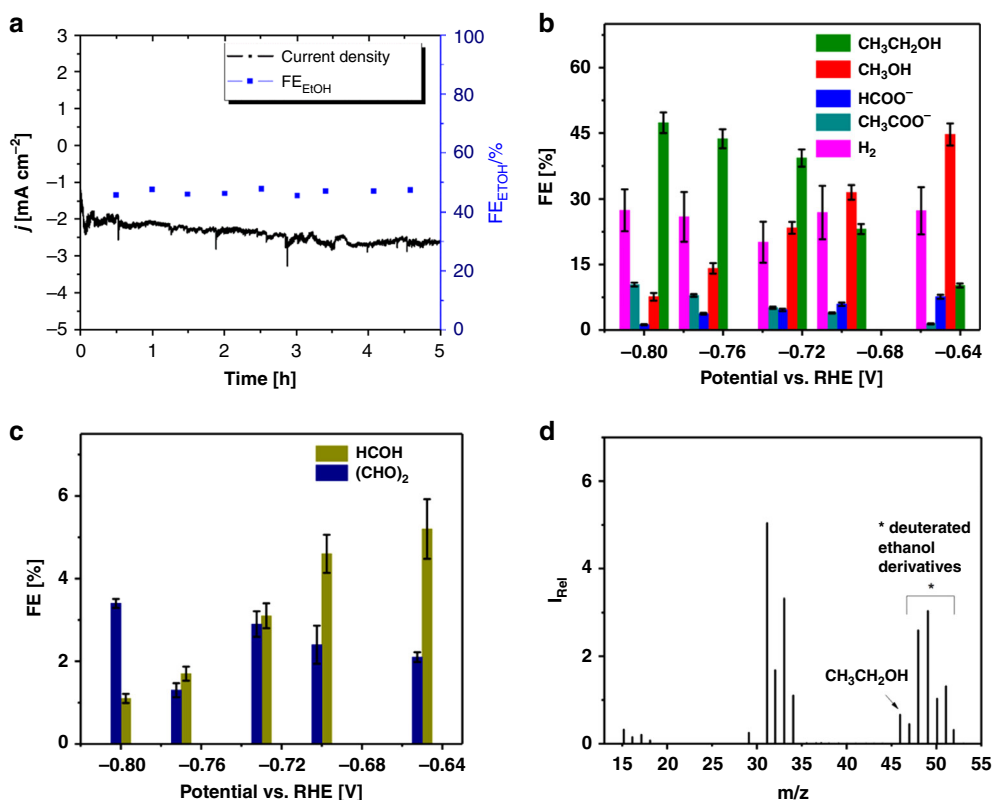 a
3
2
1
0
−1
−2
−3
−4
−5
j [mA cm−2]
Current density
FEEtOH
100
80
60
40
20
0
FEETOH/%
0 1 2 3 4 5
Time [h]
b
60
45
30
15
0
FE [%]
CH3CH2OH
CH3OH
HCOO−
CH3COO−
H2
−0.80 −0.76 −0.72 −0.68 −0.64
Potential vs. RHE [V]
c
6
4
2
0
FE [%]
HCOH
(CHO)2
−0.80 −0.76 −0.72 −0.68 −0.64
Potential vs. RHE [V]
d
6
4
2
0
IRel
* deuterated
ethanol
derivatives
*
CH3CH2OH
15 20 25 30 35 40 45 50 55
m/z